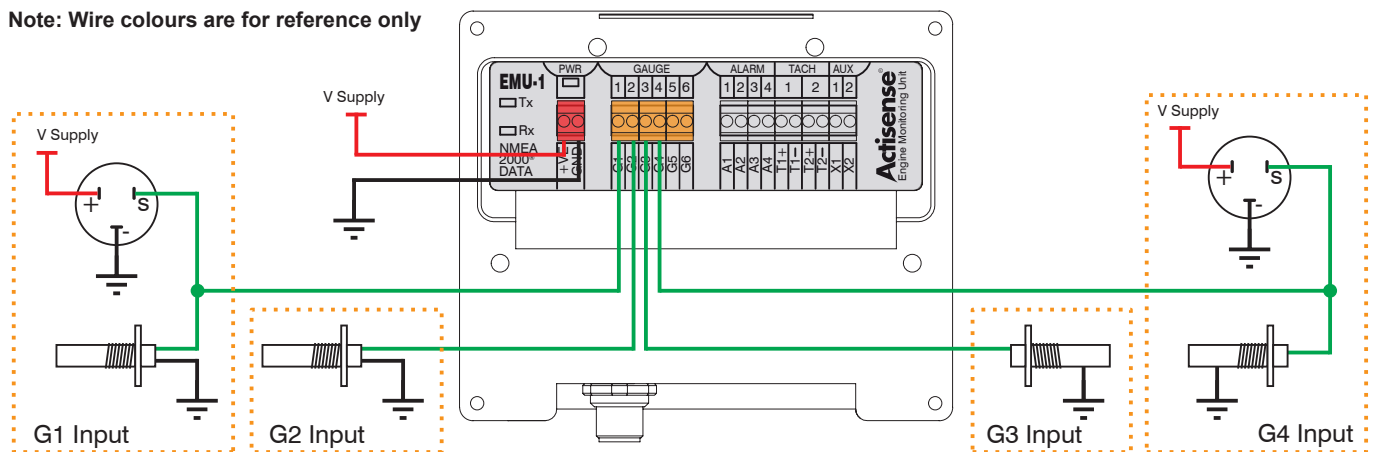 Note: Wire colours are for reference only
V Supply
V Supply
+
S
-
G1 Input
G2 Input
EMU-1
Tx
Rx
NMEA
2000®
DATA
PWR
GAUGE
ALARM
TACH
AUX
1 2 3 4 5 6
1 2 3 4
1 2
1 2
+VE
GND
G1
G2
G3
G4
G5
G6
A1
A2
A3
A4
T1+
T1-
T2+
T2-
X1
X2
Actisense®
Engine Monitoring Unit
V Supply
+
S
-
G3 Input
G4 Input